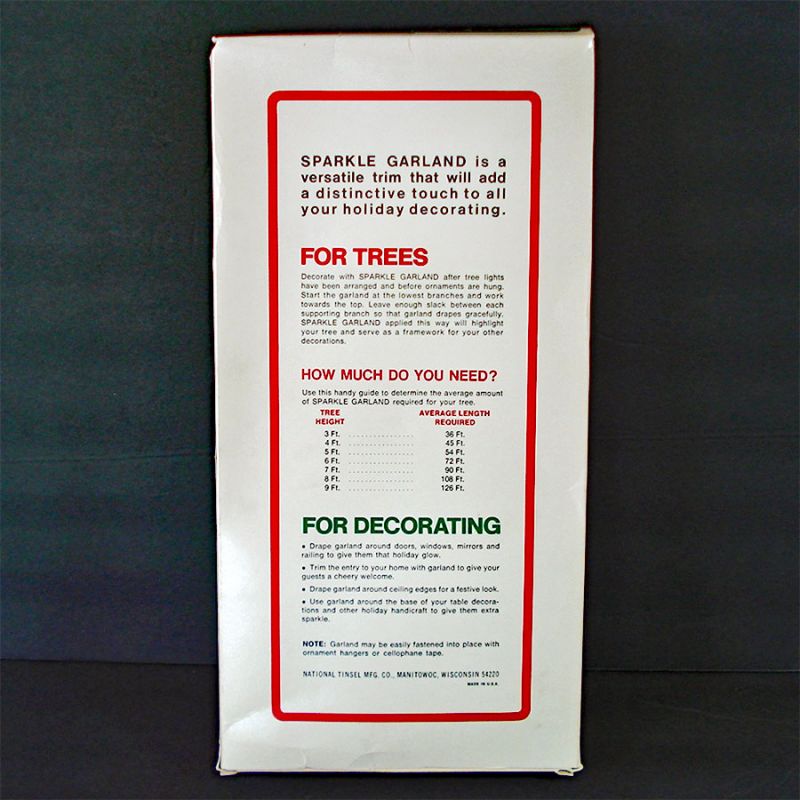 SPARKLE GARLAND is a
versatile trim that will add
a distinctive touch to all
your holiday decorating.
FOR TREES
Decorate with SPARKLE GARLAND after tree lights
have been arranged and before ornaments are hung.
Start the garland at the lowest branches and work
towards the top. Leave enough slack between each
supporting branch so that garland drapes gracefully.
SPARKLE GARLAND applied this way will highlight
your tree and serve as a framework for your other
decorations.
HOW MUCH DO YOU NEED?
Use this handy guide to determine the average amount
of SPARKLE GARLAND required for your tree.
TREE AVERAGE LENGTH
HEIGHT REQUIRED
3 Ft. ................ 36 Ft.
4 Ft. ................ 45 Ft.
5 Ft. ................ 54 Ft.
6 Ft. ................ 72 Ft.
7 Ft. ................ 90 Ft.
8 Ft. ................ 108 Ft.
9 Ft. ................ 126 Ft.
FOR DECORATING
• Drape garland around doors, windows, mirrors and
railing to give them that holiday glow.
• Trim the entry to your home with garland to give your
guests a cheery welcome.
• Drape garland around ceiling edges for a festive look.
• Use garland around the base of your table decora-
tions and other holiday handicraft to give them extra
sparkle.
NOTE: Garland may be easily fastened into place with
ornament hangers or cellophane tape.
NATIONAL TINSEL MFG. CO., MANITOWOC, WISCONSIN 54220
MADE IN U.S.A.